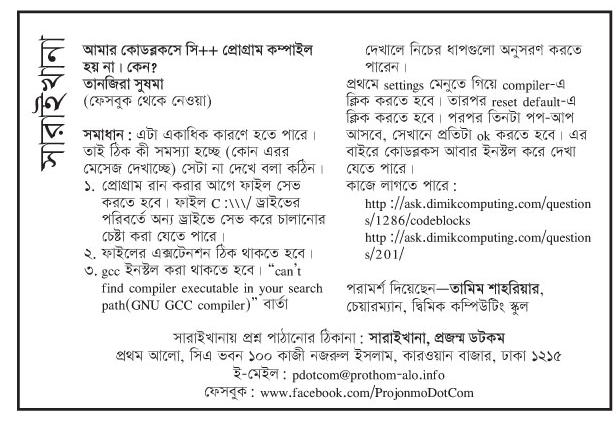 সারাইখানা
আমার কোডব্লকসে সি++ প্রোগ্রাম কম্পাইল
হয় না। কেন?
তানজিরা সুষমা
(ফেসবুক থেকে নেওয়া)
সমাধান : এটা একাধিক কারণে হতে পারে।
তাই ঠিক কী সমস্যা হচ্ছে (কোন এরর
মেসেজ দেখাচ্ছে) সেটা না দেখে বলা কঠিন।
১. প্রোগ্রাম রান করার আগে ফাইল সেভ
করতে হবে। ফাইল C :\\\/ ড্রাইভের
পরিবর্তে অন্য ড্রাইভে সেভ করে চালানোর
চেষ্টা করা যেতে পারে।
২. ফাইলের এক্সটেনশন ঠিক থাকতে হবে।
৩. gcc ইনস্টল করা থাকতে হবে। “can’t
find compiler executable in your search
path(GNU GCC compiler)” বার্তা
দেখালে নিচের ধাপগুলো অনুসরণ করতে
পারেন।
প্রথমে settings মেনুতে গিয়ে compiler-এ
ক্লিক করতে হবে। তারপর reset default-এ
ক্লিক করতে হবে। পরপর তিনটা পপ-আপ
আসবে, সেখানে প্রতিটা ok করতে হবে। এর
বাইরে কোডব্লকস আবার ইনস্টল করে দেখা
যেতে পারে।
কাজে লাগতে পারে :
http ://ask.dimikcomputing.com/question
s/1286/codeblocks
http ://ask.dimikcomputing.com/question
s/201/
পরামর্শ দিয়েছেন—তামিম শাহরিয়ার,
চেয়ারম্যান, দ্বিমিক কম্পিউটিং স্কুল
সারাইখানায় প্রশ্ন পাঠানোর ঠিকানা : সারাইখানা, প্রজন্ম ডটকম
প্রথম আলো, সিএ ভবন ১০০ কাজী নজরুল ইসলাম, কারওয়ান বাজার, ঢাকা ১২১৫
ই-মেইল : pdotcom@prothom-alo.info
ফেসবুক : www.facebook.com/ProjonmoDotCom